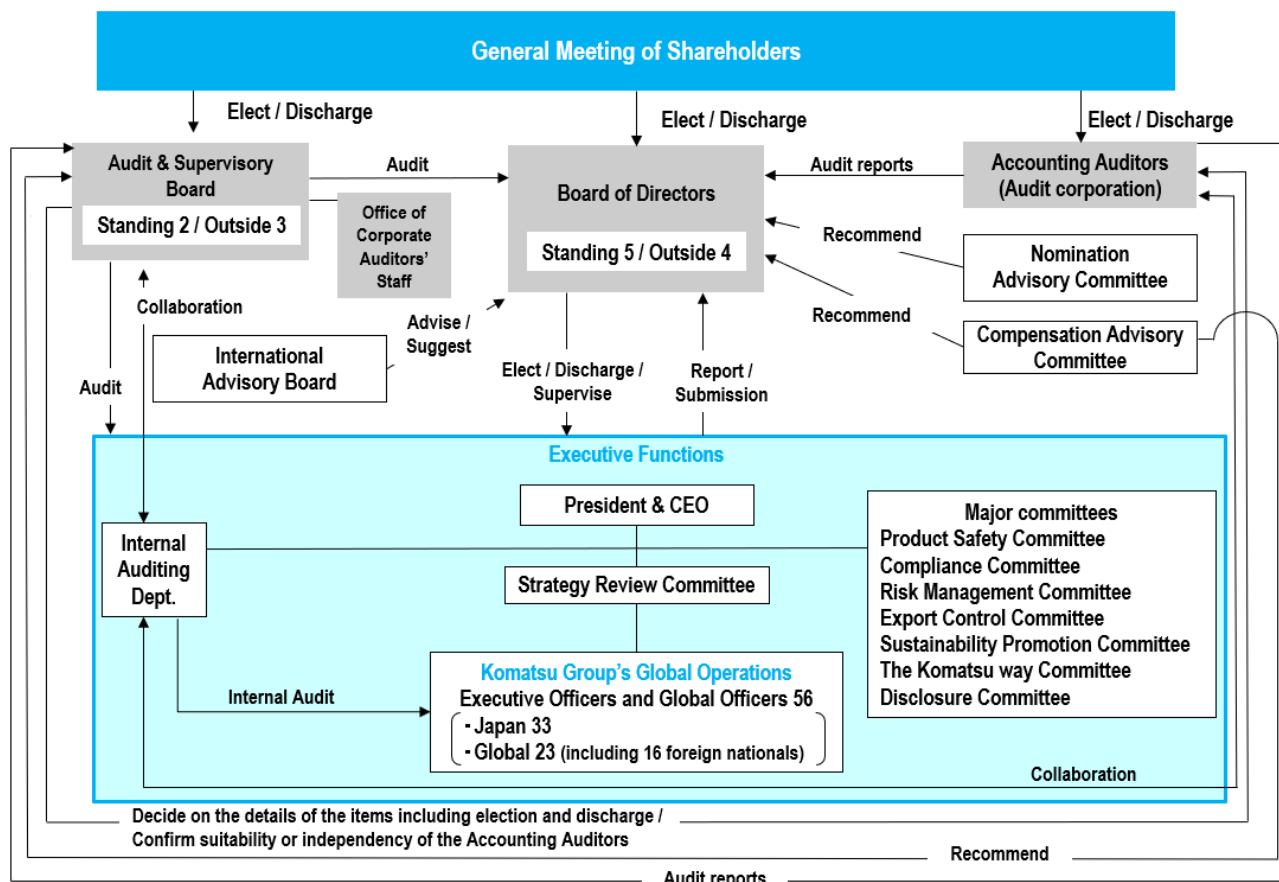 General Meeting of Shareholders
Elect / Discharge
Elect / Discharge
Elect / Discharge
Audit & Supervisory
Board
Standing 2 / Outside 3
Audit
Office of
Corporate
Auditors'
Staff
Board of Directors
Standing 5 / Outside 4
Audit reports
Accounting Auditors
(Audit corporation)
Recommend
Nomination
Advisory Committee
Recommend
Compensation Advisory
Committee
Collaboration
International
Advisory Board
Advise /
Suggest
Audit
Elect / Discharge /
Supervise
Report /
Submission
Executive Functions
President & CEO
Strategy Review Committee
Internal
Auditing
Dept.
Major committees
Product Safety Committee
Compliance Committee
Risk Management Committee
Export Control Committee
Sustainability Promotion Committee
The Komatsu way Committee
Disclosure Committee
Internal Audit
Komatsu Group's Global Operations
Executive Officers and Global Officers 56
- Japan 33
- Global 23 (including 16 foreign nationals)
Collaboration
Decide on the details of the items including election and discharge /
Confirm suitability or independency of the Accounting Auditors
Recommend
Audit reports